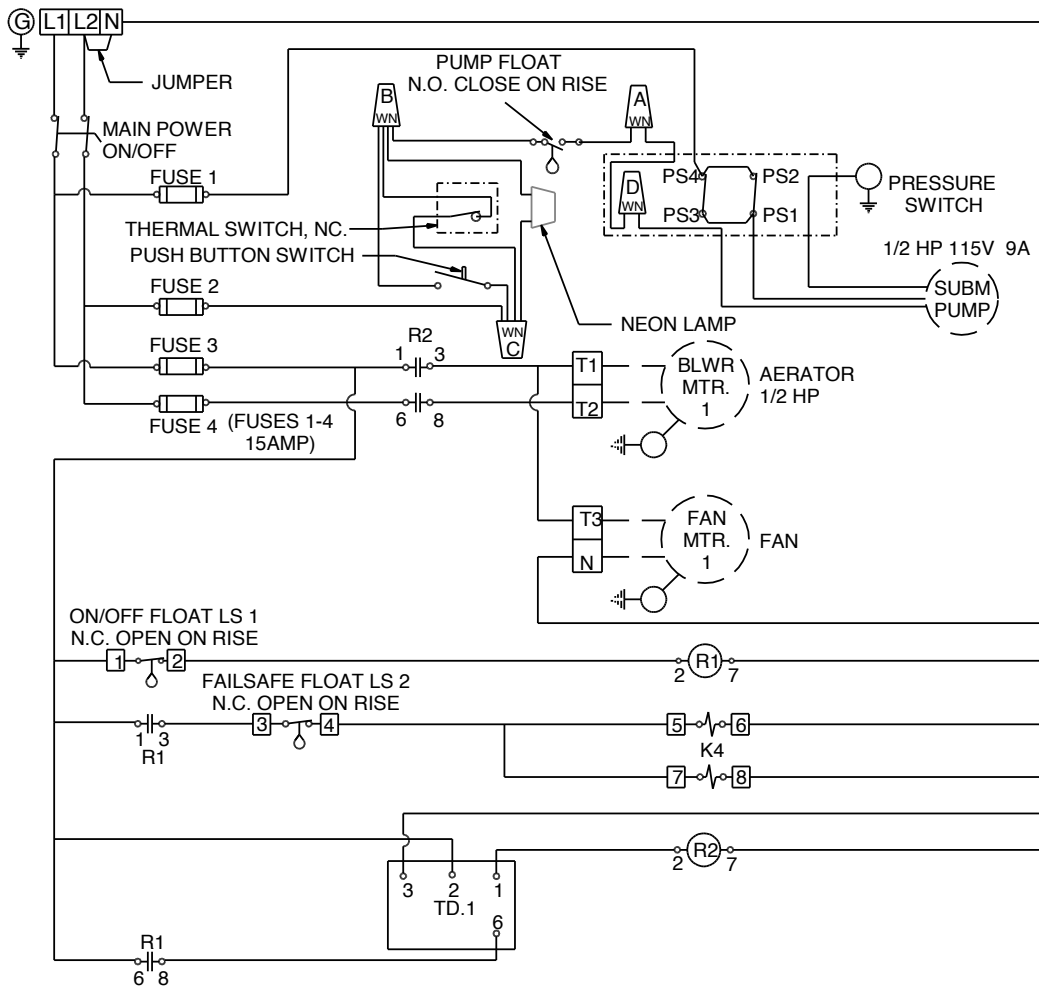 G L1 L2 N
JUMPER
MAIN POWER
ON/OFF
PUMP FLOAT
N.O. CLOSE ON RISE
B
WN
A
WN
FUSE 1
D
WN
PS4
PS2
PS3
PS1
PRESSURE
SWITCH
THERMAL SWITCH, NC.
PUSH BUTTON SWITCH
1/2 HP 115V 9A
SUBM
PUMP
FUSE 2
WN
C
NEON LAMP
FUSE 3
R2
1 3
T1
BLWR
MTR.
1
AERATOR
1/2 HP
FUSE 4
(FUSES 1-4
15AMP)
6 8
T2
T3
N
FAN
MTR.
1
FAN
ON/OFF FLOAT LS 1
N.C. OPEN ON RISE
1 2
2 R1 7
FAILSAFE FLOAT LS 2
N.C. OPEN ON RISE
1 3
R1
3 4
5 6
K4
7 8
2 R2 7
3 2 1
TD.1
6
R1
6 8